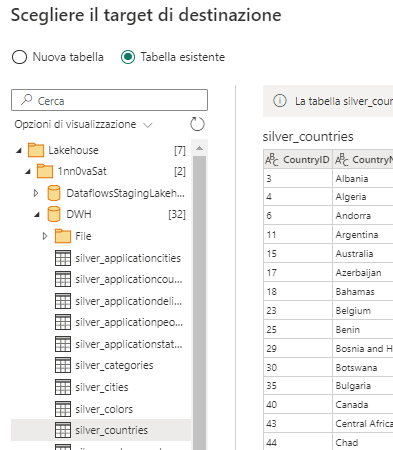 Scegliere il target di destinazione
Nuova tabella
Tabella esistente
Cerca
Opzioni di visualizzazione
Lakehouse [7]
1nn0vaSat [2]
DataflowsStagingLakeh...
DWH [32]
File
silver_applicationcities
silver_applicationcou...
silver_applicationdeli...
silver_applicationpeo...
silver_applicationstat...
silver_categories
silver_cities
silver_colors
silver_countries
La tabella silver_coun
silver_countries
ABC CountryID ABC CountryN
3 Albania
4 Algeria
6 Andorra
11 Argentina
15 Australia
17 Azerbaijan
18 Bahamas
23 Belgium
25 Benin
29 Bosnia and H
30 Botswana
35 Bulgaria
40 Canada
43 Central Africa
44 Chad